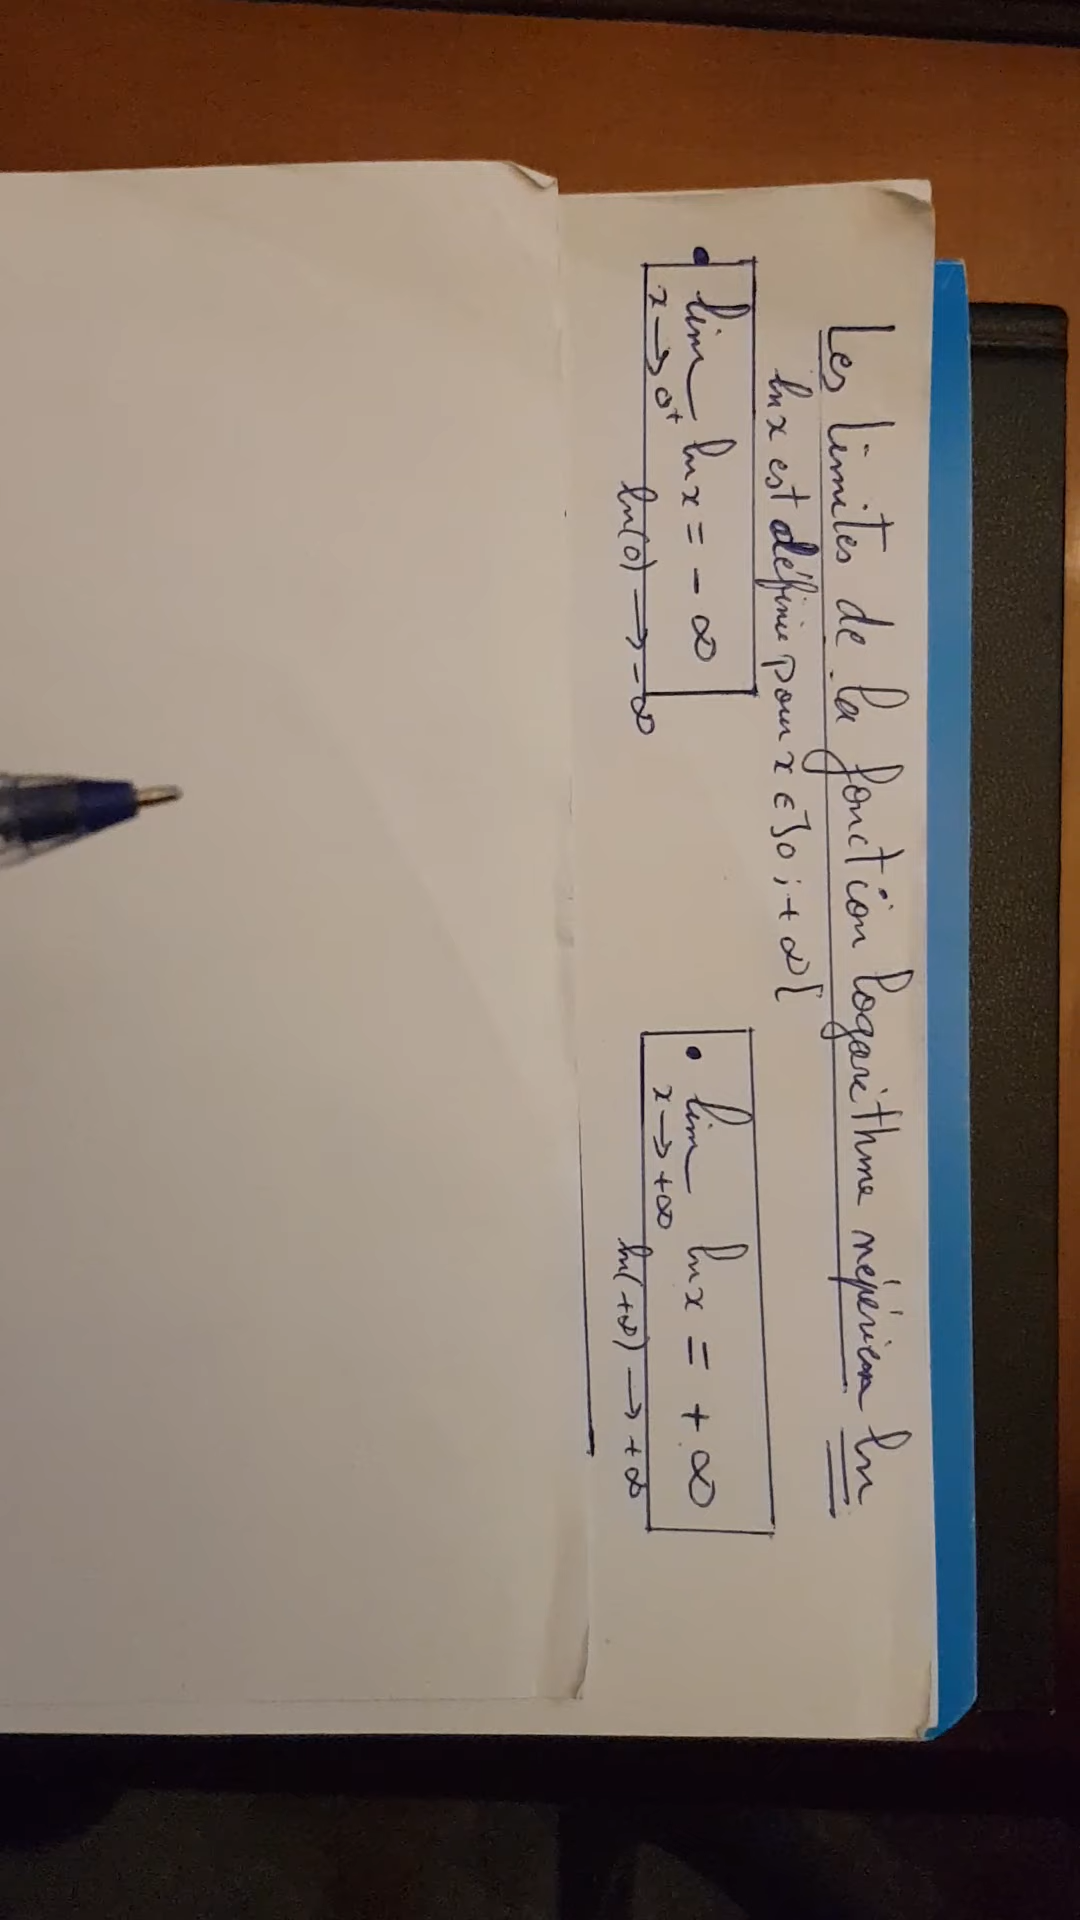 Les limites de la fonction logarithme népérien ln
ln x est définie pour x ∈ ]0 ; +∞[
• lim ln x = - ∞
x → 0⁺
ln(0) → -∞
• lim ln x = + ∞
x → +∞
ln(+∞) → +∞